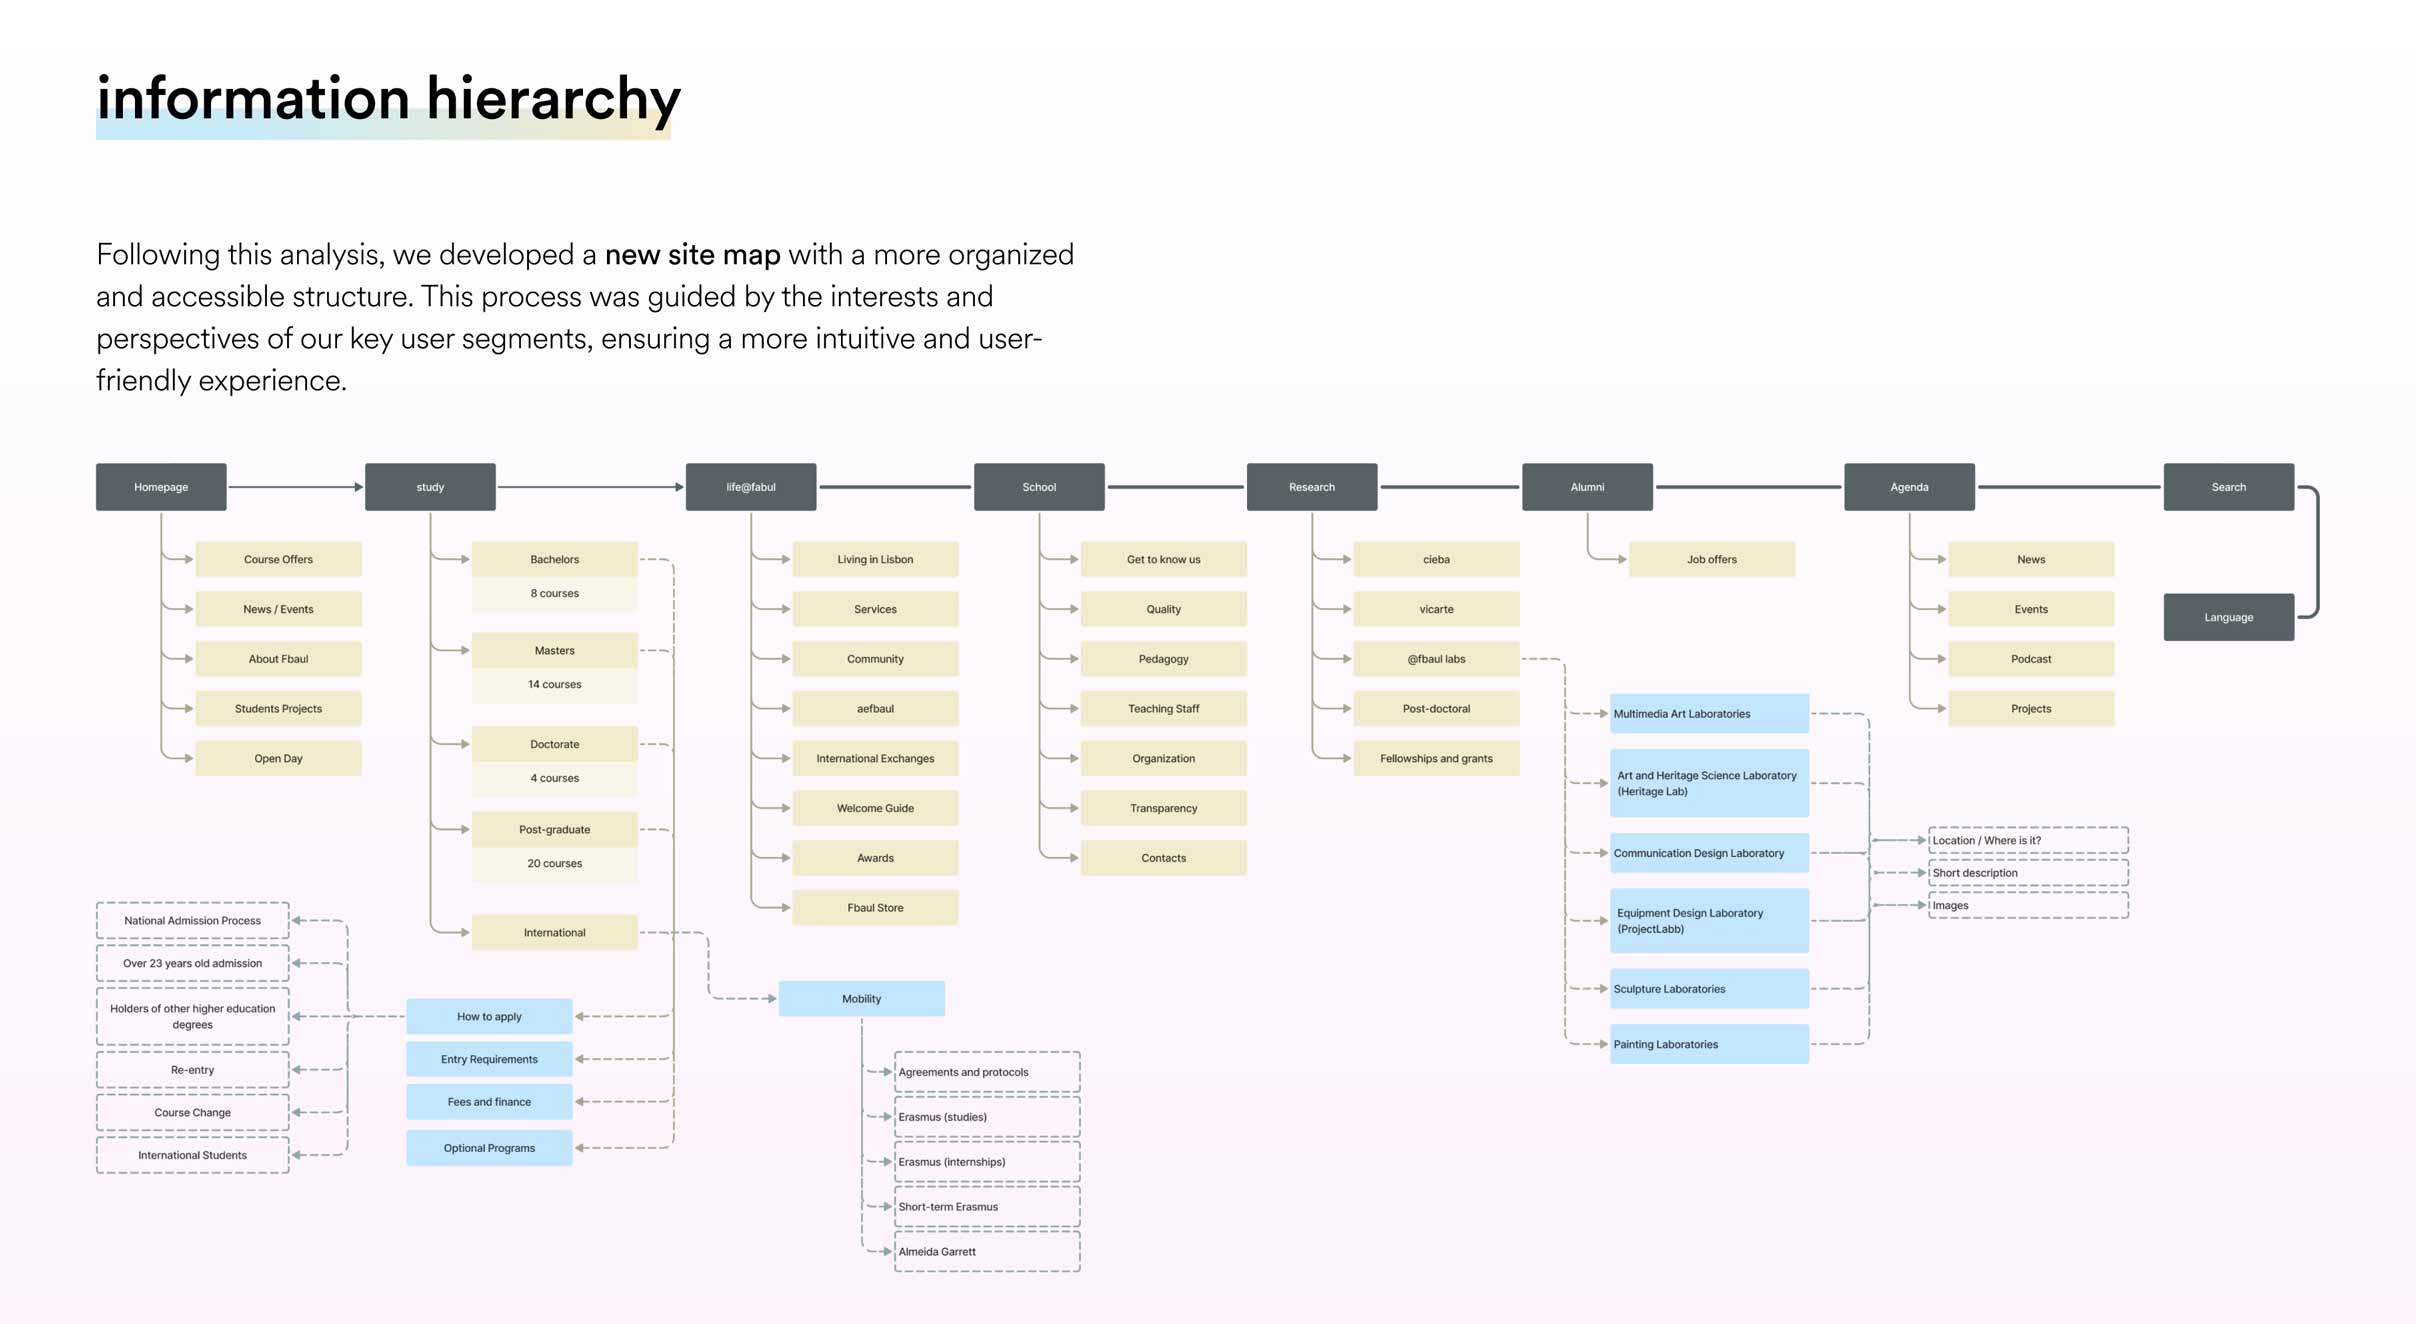 information hierarchy
Following this analysis, we developed a new site map with a more organized
and accessible structure. This process was guided by the interests and
perspectives of our key user segments, ensuring a more intuitive and user-
friendly experience.
Homepage
study
life@fabul
School
Research
Alumni
Agenda
Search
Language
Course Offers
News / Events
About Fbaul
Students Projects
Open Day
Bachelors
8 courses
Masters
14 courses
Doctorate
4 courses
Post-graduate
20 courses
International
How to apply
Entry Requirements
Fees and finance
Optional Programs
National Admission Process
Over 23 years old admission
Holders of other higher education
degrees
Re-entry
Course Change
International Students
Living in Lisbon
Services
Community
aefbaul
International Exchanges
Welcome Guide
Awards
Fbaul Store
Mobility
Agreements and protocols
Erasmus (studies)
Erasmus (internships)
Short-term Erasmus
Almeida Garrett
Get to know us
Quality
Pedagogy
Teaching Staff
Organization
Transparency
Contacts
cieba
vicarte
@fbaul labs
Post-doctoral
Fellowships and grants
Job offers
Multimedia Art Laboratories
Art and Heritage Science Laboratory
(Heritage Lab)
Communication Design Laboratory
Equipment Design Laboratory
(ProjectLabb)
Sculpture Laboratories
Painting Laboratories
News
Events
Podcast
Projects
Location / Where is it?
Short description
Images